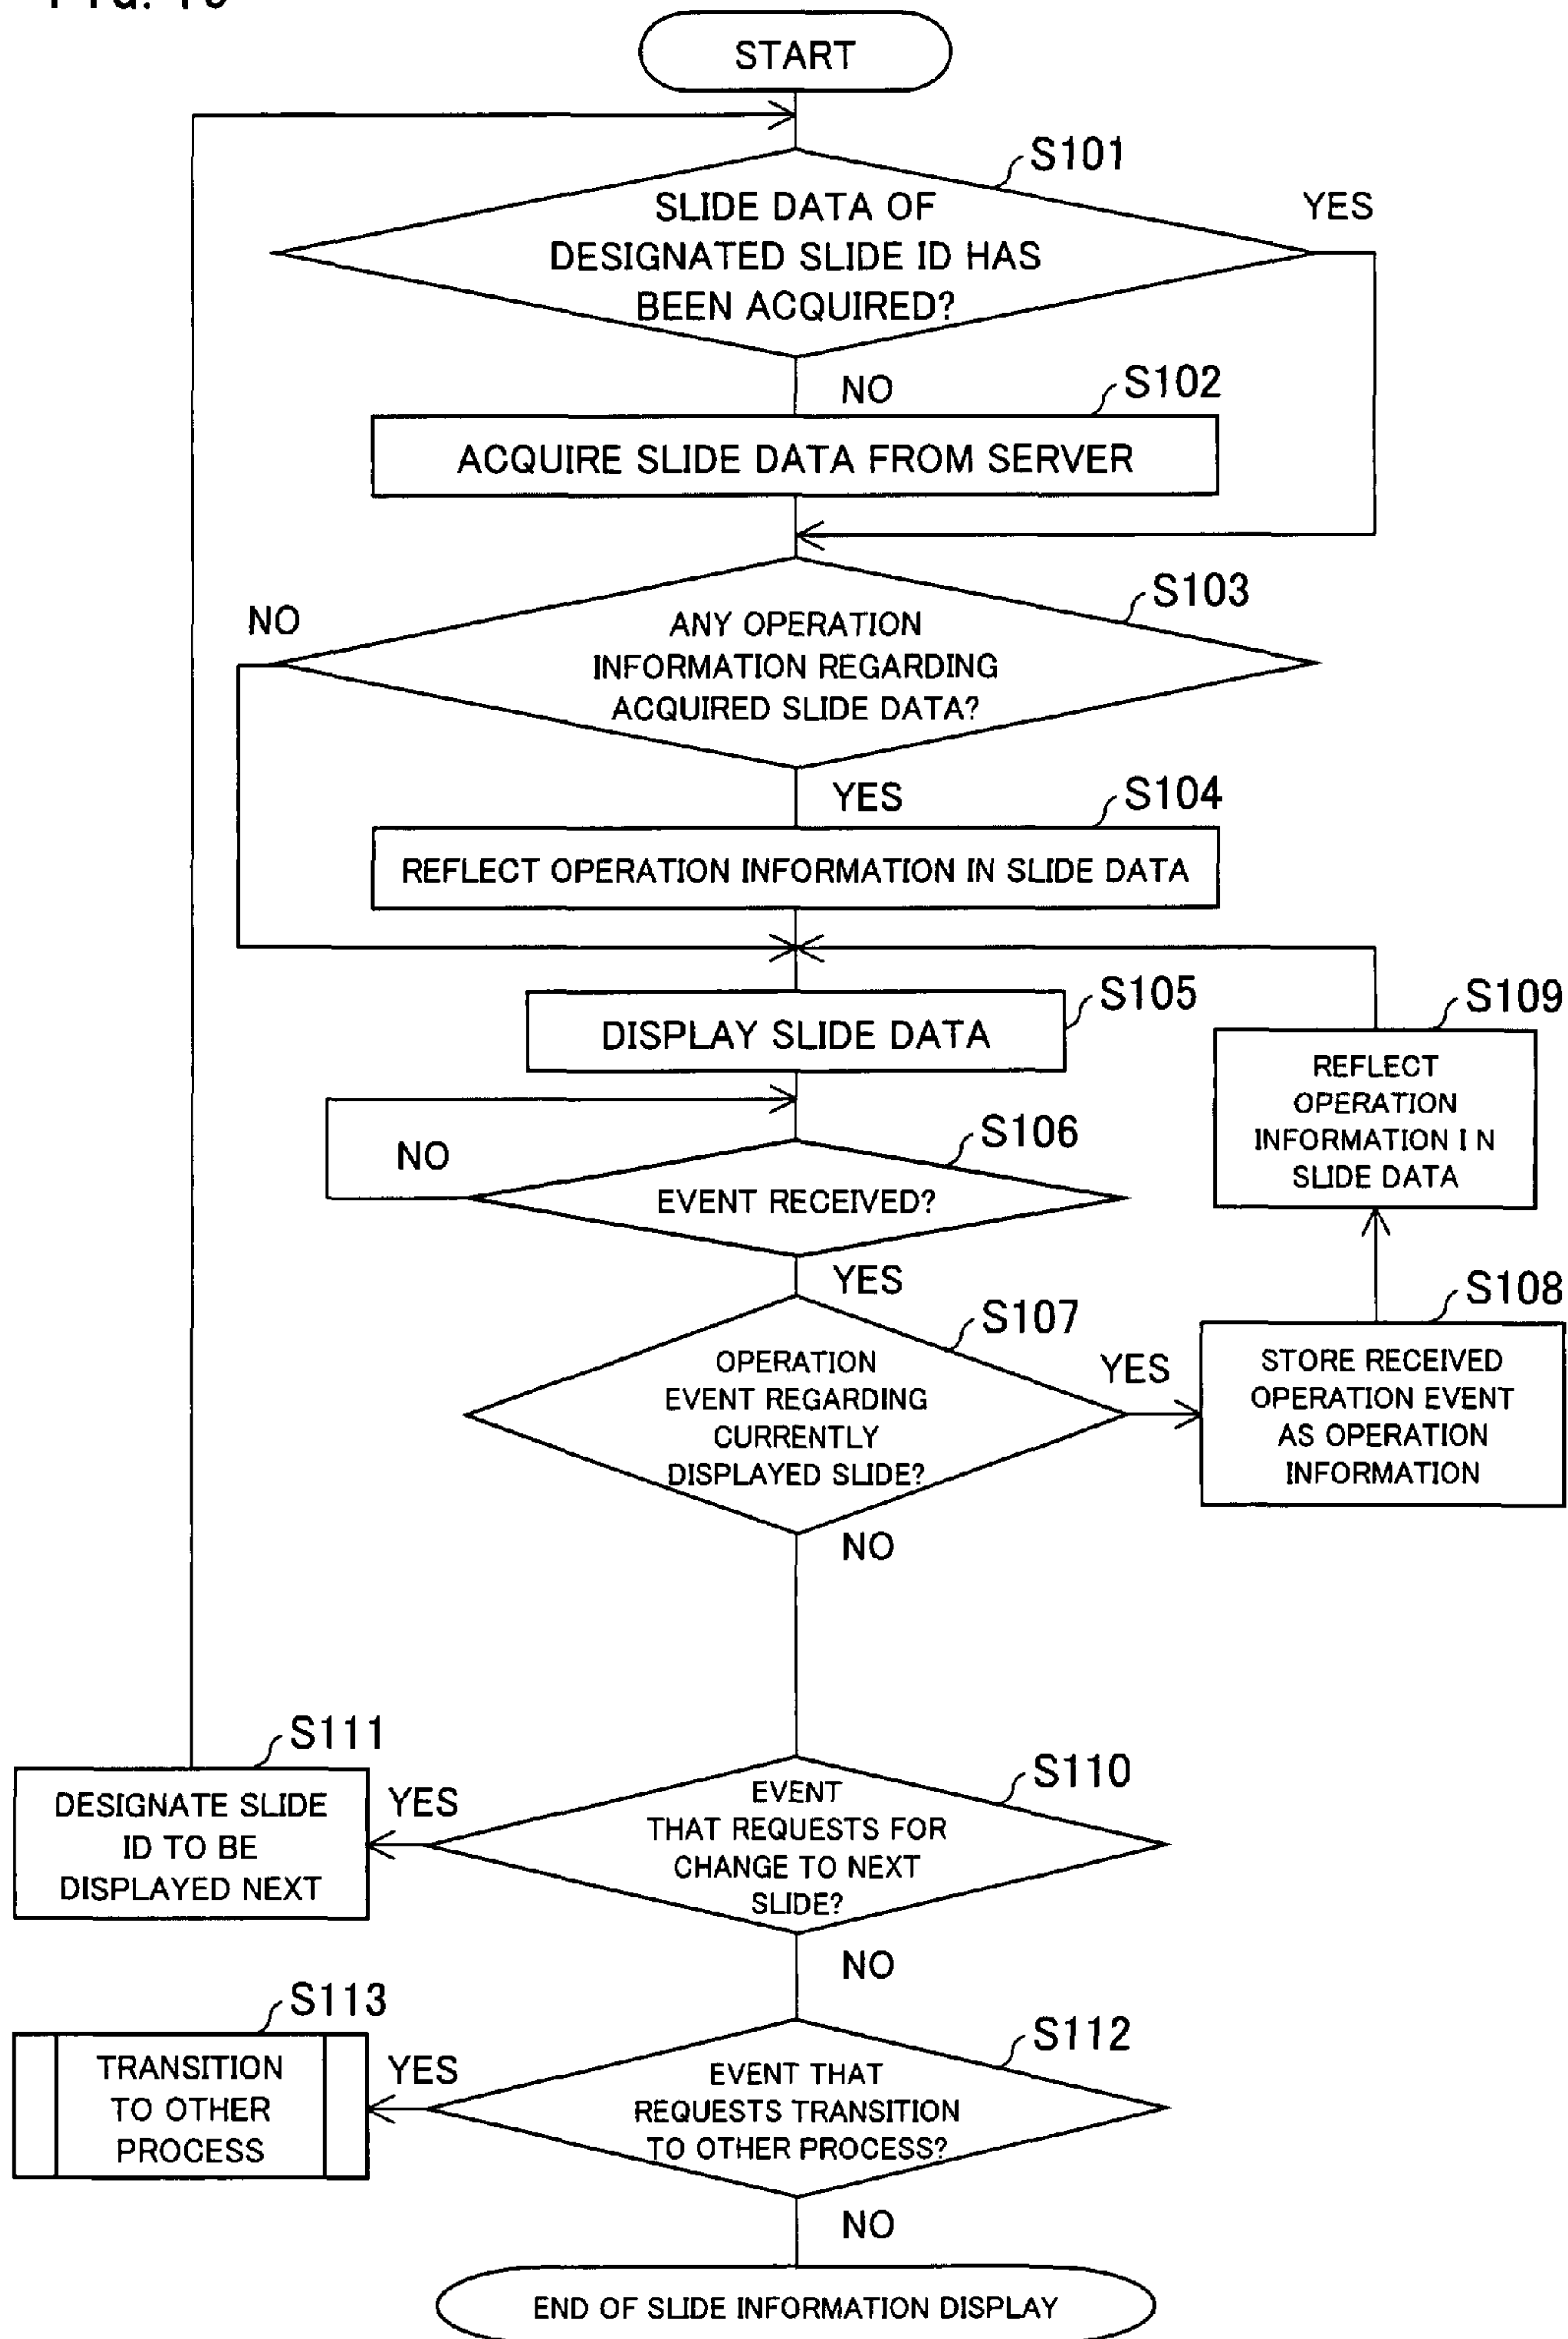 START
S101
SLIDE DATA OF
DESIGNATED SLIDE ID HAS
BEEN ACQUIRED?
YES
NO
S102
ACQUIRE SLIDE DATA FROM SERVER
S103
NO
ANY OPERATION
INFORMATION REGARDING
ACQUIRED SLIDE DATA?
YES
S104
REFLECT OPERATION INFORMATION IN SLIDE DATA
S105
DISPLAY SLIDE DATA
S109
REFLECT
OPERATION
INFORMATION IN
SLIDE DATA
S106
NO
EVENT RECEIVED?
YES
S107
OPERATION
EVENT REGARDING
CURRENTLY
DISPLAYED SLIDE?
YES
S108
STORE RECEIVED
OPERATION EVENT
AS OPERATION
INFORMATION
NO
S111
DESIGNATE SLIDE
ID TO BE
DISPLAYED NEXT
YES
S110
EVENT
THAT REQUESTS FOR
CHANGE TO NEXT
SLIDE?
NO
S113
TRANSITION
TO OTHER
PROCESS
YES
S112
EVENT THAT
REQUESTS TRANSITION
TO OTHER PROCESS?
NO
END OF SLIDE INFORMATION DISPLAY